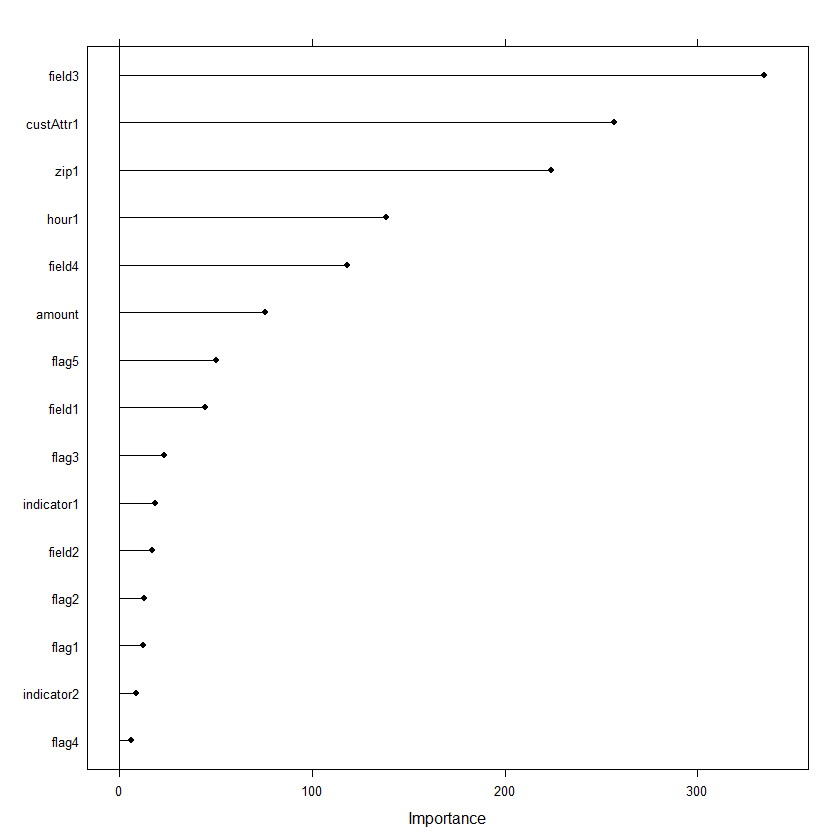 field3
custAttr1
zip1
hour1
field4
amount
flag5
field1
flag3
indicator1
field2
flag2
flag1
indicator2
flag4
0 100 200 300
Importance